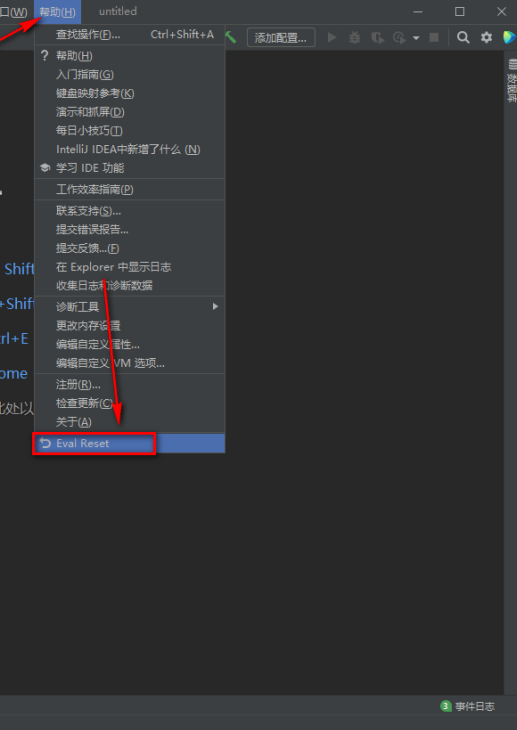 口(W) 帮助(H) untitled
查找操作(F)... Ctrl+Shift+A
添加配置...
? 帮助(H)
入门指南(G)
键盘映射参考(K)
演示和抓屏(D)
每日小技巧(T)
IntelliJ IDEA中新增了什么 (N)
学习 IDE 功能
工作效率指南(P)
联系支持(S)...
提交错误报告...
提交反馈...(F)
在 Explorer 中显示日志
收集日志和诊断数据
诊断工具
更改内存设置
编辑自定义属性...
编辑自定义 VM 选项...
注册(R)...
检查更新(C)
关于(A)
Eval Reset
数据库
Shift
+Shift
rl+E
ome
此处以
3 事件日志